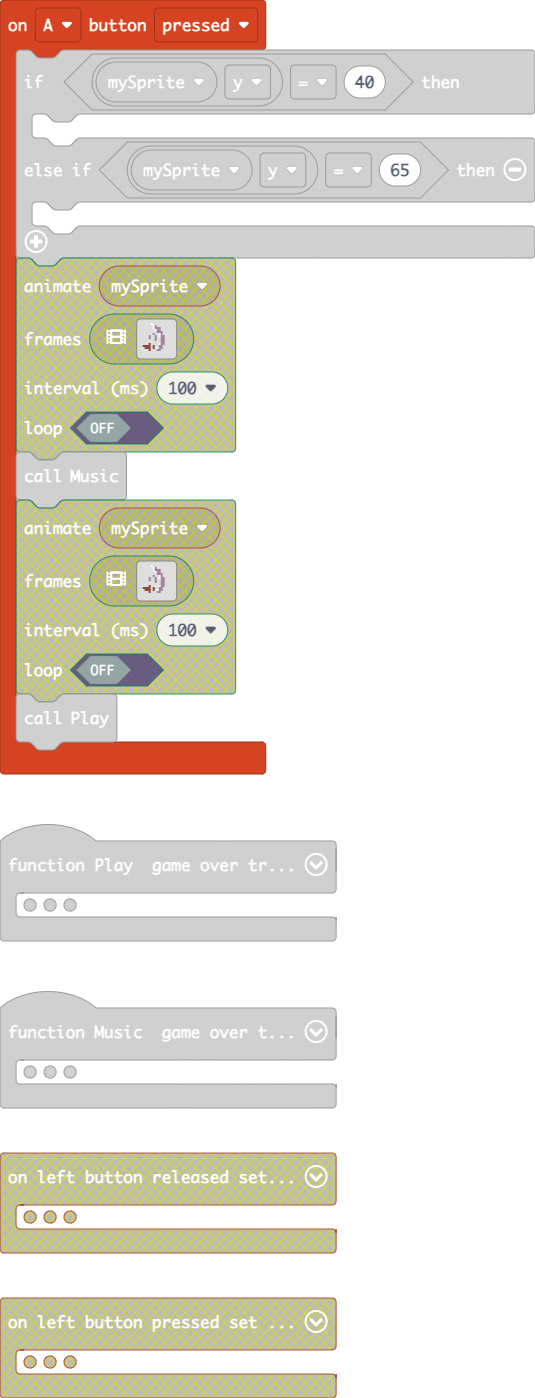 on A button pressed
if mySprite y = 40 then
else if mySprite y = 65 then
animate mySprite
frames
interval (ms) 100
loop OFF
call Music
animate mySprite
frames
interval (ms) 100
loop OFF
call Play
function Play game over tr...
function Music game over t...
on left button released set...
on left button pressed set ...